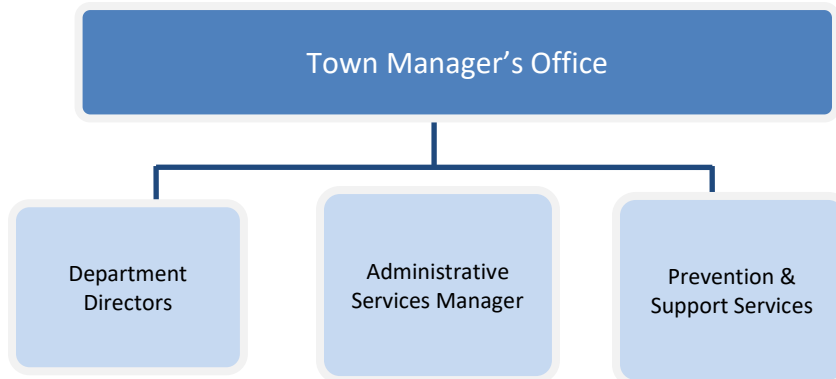 Town Manager’s Office
Department
Directors
Administrative
Services Manager
Prevention &
Support Services